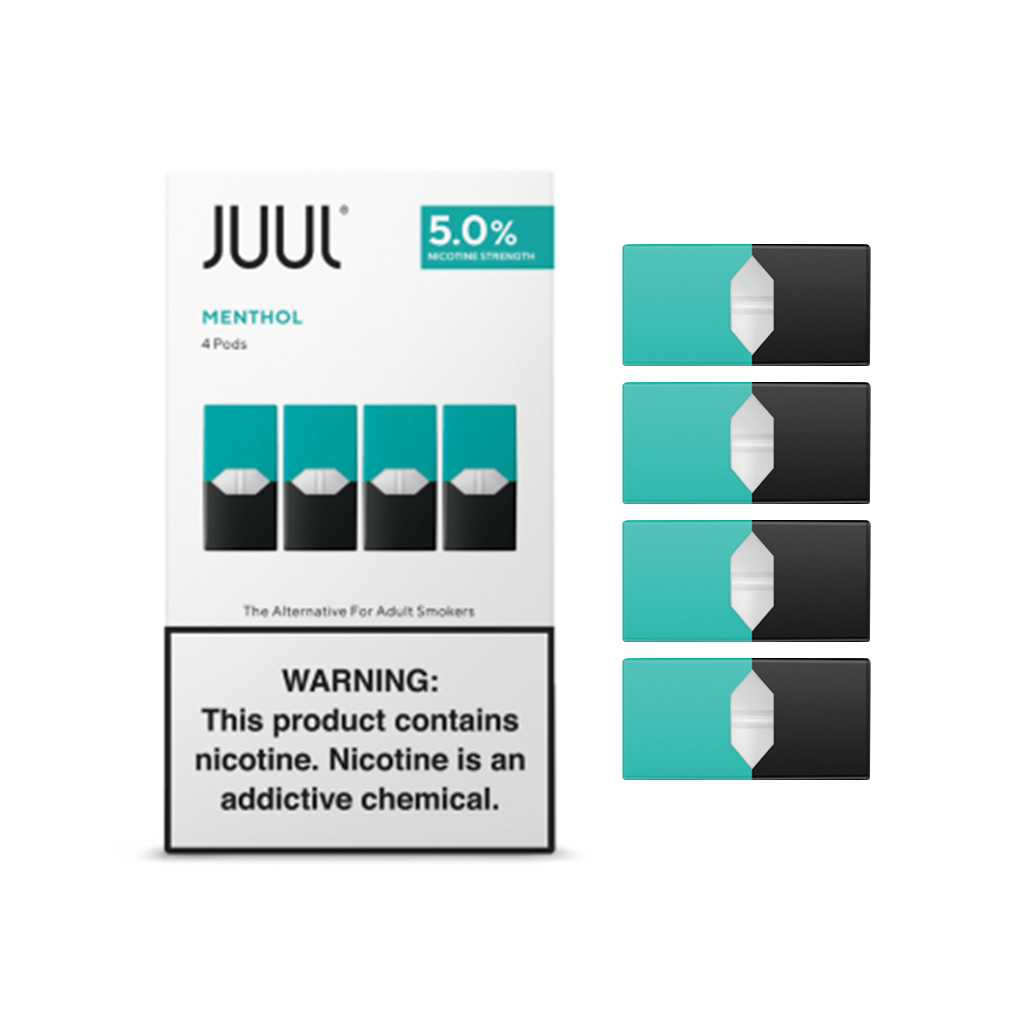 JUUL®
5.0%
NICOTINE STRENGTH
MENTHOL
4 Pods
The Alternative For Adult Smokers
WARNING:
This product contains
nicotine. Nicotine is an
addictive chemical.